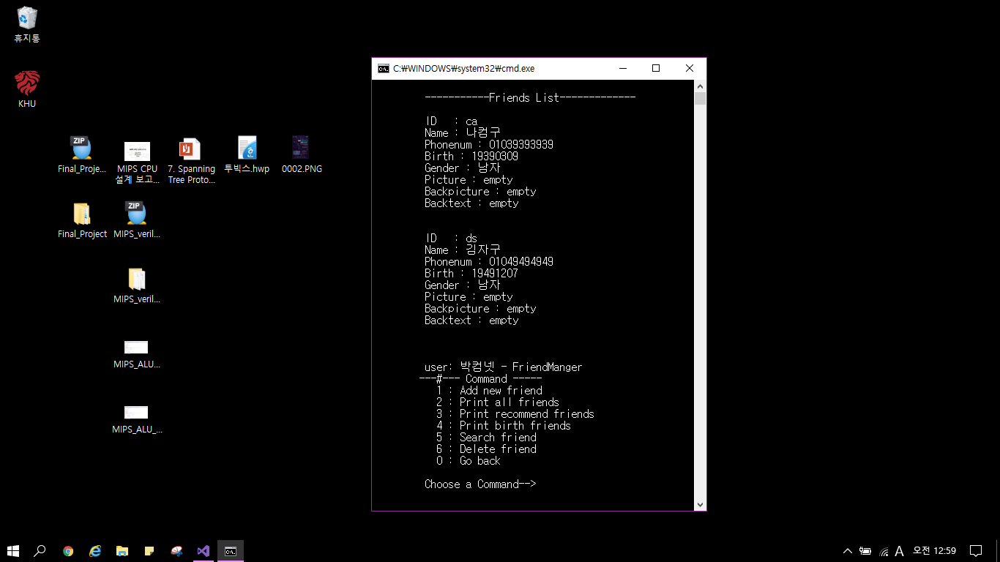 휴지통
KHU
ZIP
Final_Proje...
MIPS CPU
설계 보고...
7. Spanning
Tree Proto...
투빅스.hwp
0002.PNG
Final_Project
ZIP
MIPS_veril...
MIPS_veril...
MIPS_ALU...
MIPS_ALU_...
C:₩WINDOWS₩system32₩cmd.exe
-----------Friends List-------------
ID : ca
Name : 나컴구
Phonenum : 01039393939
Birth : 19390309
Gender : 남자
Picture : empty
Backpicture : empty
Backtext : empty
ID : ds
Name : 김자구
Phonenum : 01049494949
Birth : 19491207
Gender : 남자
Picture : empty
Backpicture : empty
Backtext : empty
user: 박컴넷 - FriendManger
---#--- Command -----
1 : Add new friend
2 : Print all friends
3 : Print recommend friends
4 : Print birth friends
5 : Search friend
6 : Delete friend
0 : Go back
Choose a Command-->
A
오전 12:59